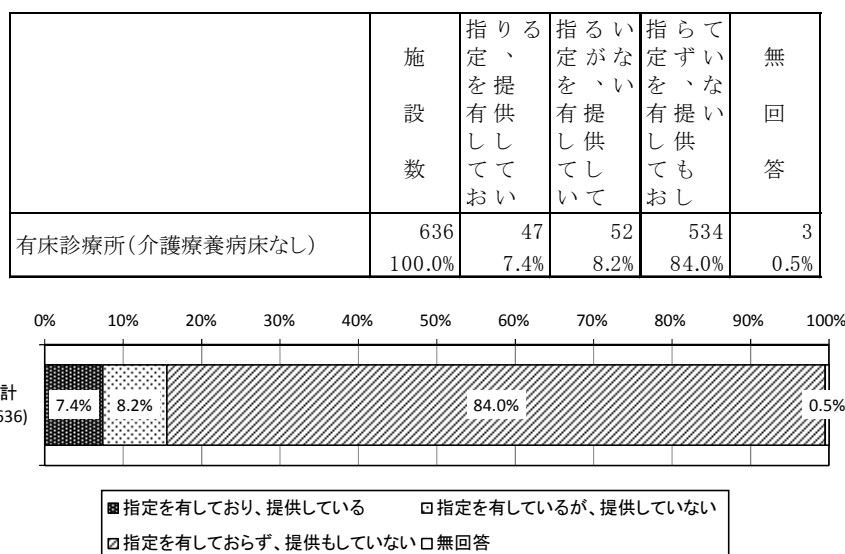 施設数
指定を有しており、提供している
指定を有しているが、提供していない
指定を有しておらず、提供もしていない
無回答
有床診療所（介護療養病床なし）
636 47 52 534 3
100.0% 7.4% 8.2% 84.0% 0.5%
0% 10% 20% 30% 40% 50% 60% 70% 80% 90% 100%
計
636)
7.4% 8.2% 84.0% 0.5%
指定を有しており、提供している 指定を有しているが、提供していない
指定を有しておらず、提供もしていない 無回答